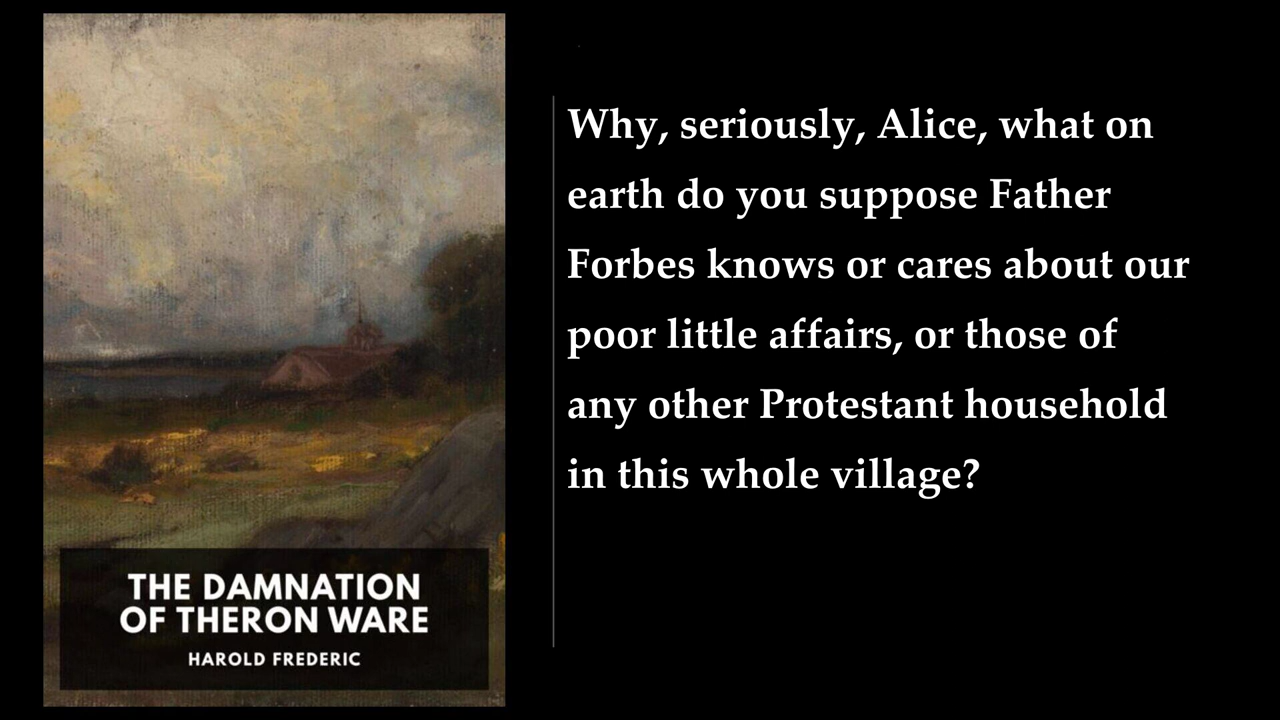 THE DAMNATION
OF THERON WARE
HAROLD FREDERIC
Why, seriously, Alice, what on
earth do you suppose Father
Forbes knows or cares about our
poor little affairs, or those of
any other Protestant household
in this whole village?